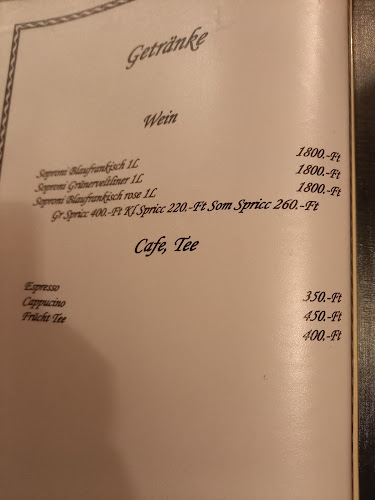 Getränke
Wein
Soproni Blaufrankisch 1L 1800.-Ft
Soproni Grünerveltliner 1L 1800.-Ft
Soproni Blaufrankisch rose 1L 1800.-Ft
Gr Spricc 400.-Ft Kl Spricc 220.-Ft Som Spricc 260.-Ft
Cafe, Tee
Espresso 350.-Ft
Cappucino 450.-Ft
Frücht Tee 400.-Ft